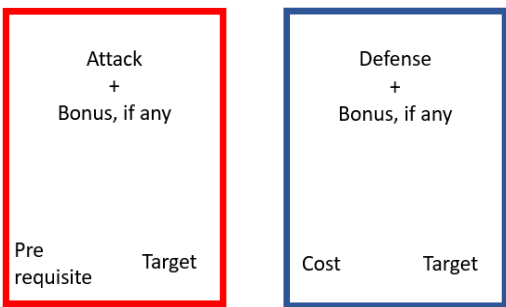 Attack
+
Bonus, if any
Pre
requisite
Target
Defense
+
Bonus, if any
Cost
Target